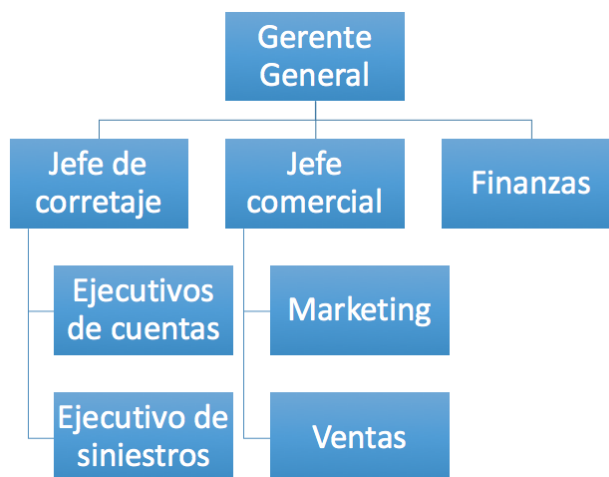 Gerente
General
Jefe de
corretaje
Jefe
comercial
Finanzas
Ejecutivos
de cuentas
Marketing
Ejecutivo de
siniestros
Ventas